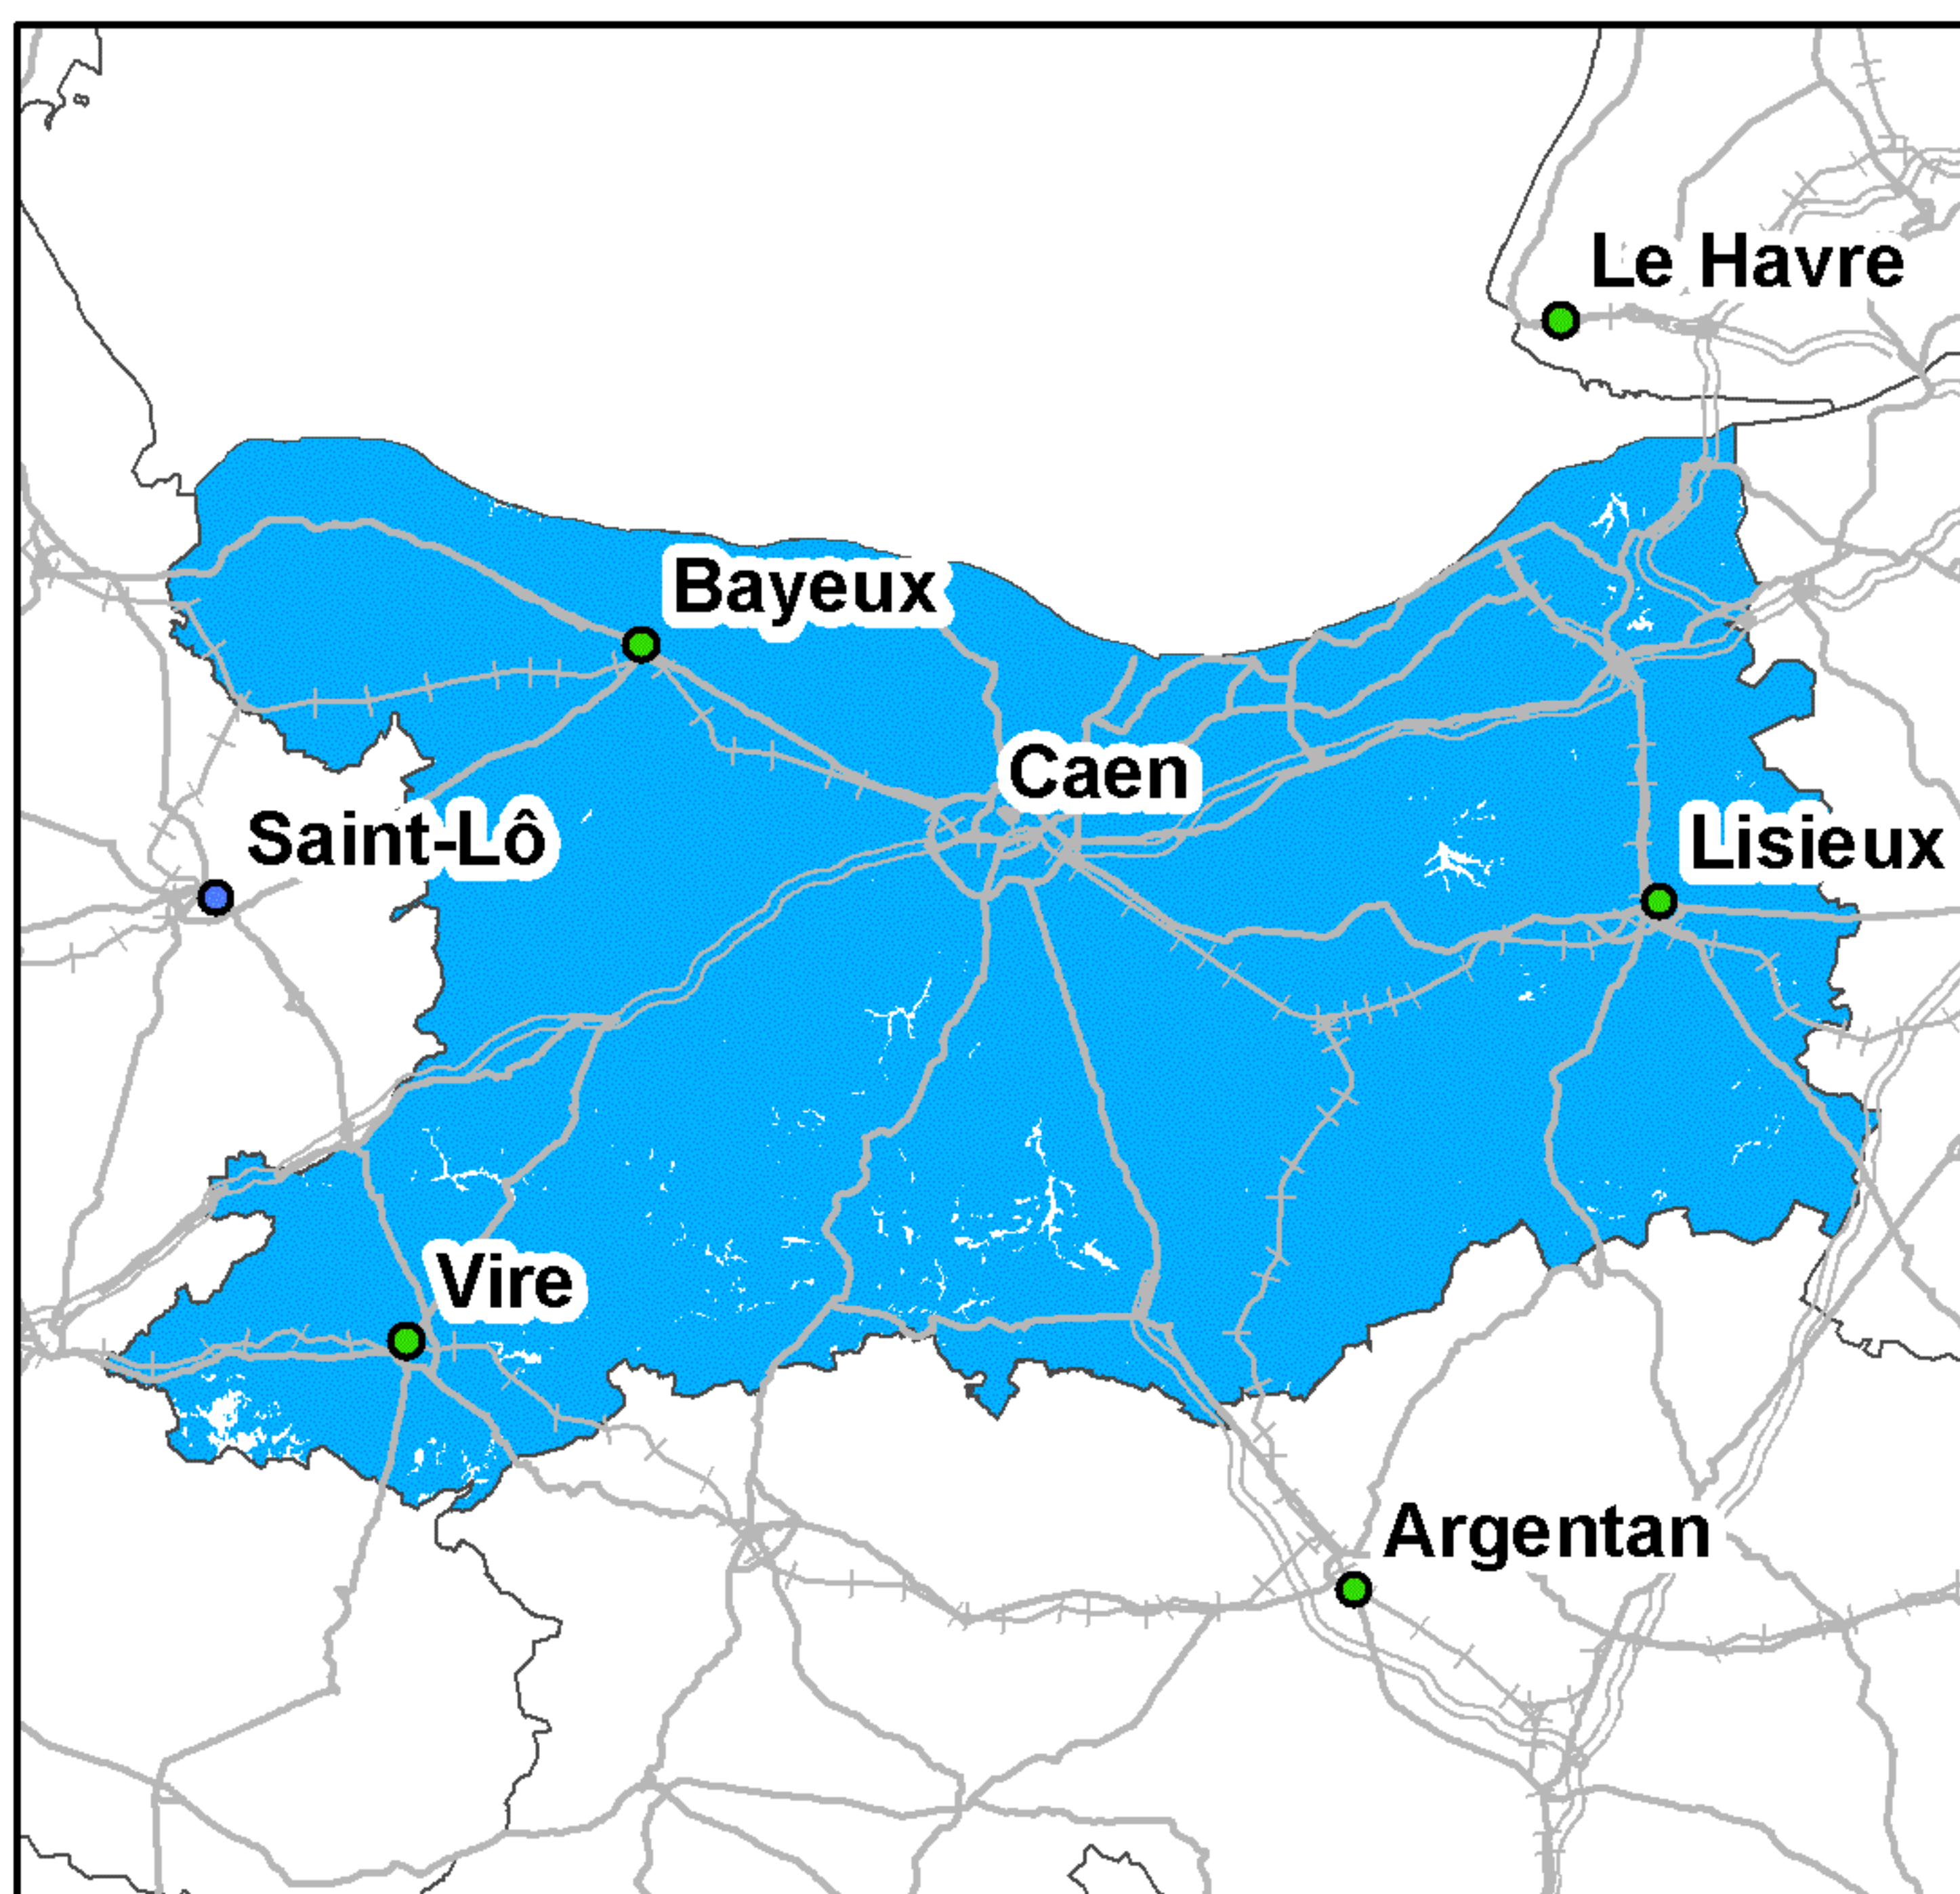 Le Havre
Bayeux
Caen
Saint-Lô
Lisieux
Vire
Argentan